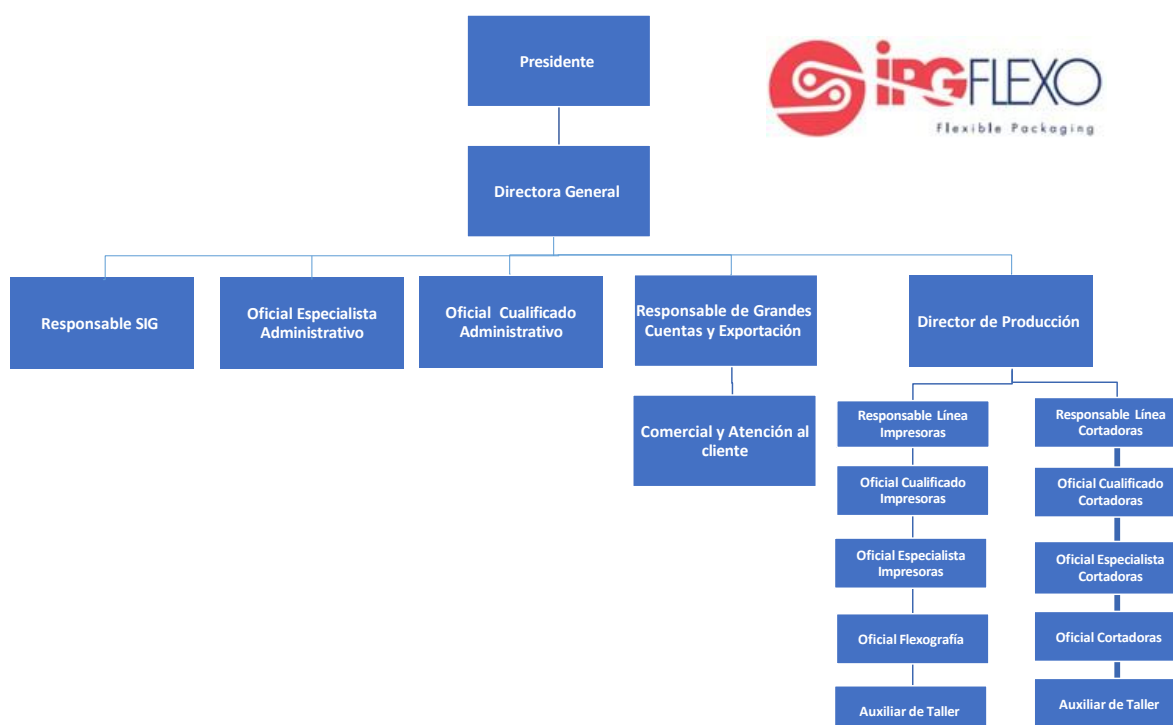 Presidente
iPGFLEXO
Flexible Packaging
Directora General
Responsable SIG
Oficial Especialista
Administrativo
Oficial Cualificado
Administrativo
Responsable de Grandes
Cuentas y Exportación
Director de Producción
Comercial y Atención al
cliente
Responsable Línea
Impresoras
Responsable Línea
Cortadoras
Oficial Cualificado
Impresoras
Oficial Cualificado
Cortadoras
Oficial Especialista
Impresoras
Oficial Especialista
Cortadoras
Oficial Flexografía
Oficial Cortadoras
Auxiliar de Taller
Auxiliar de Taller